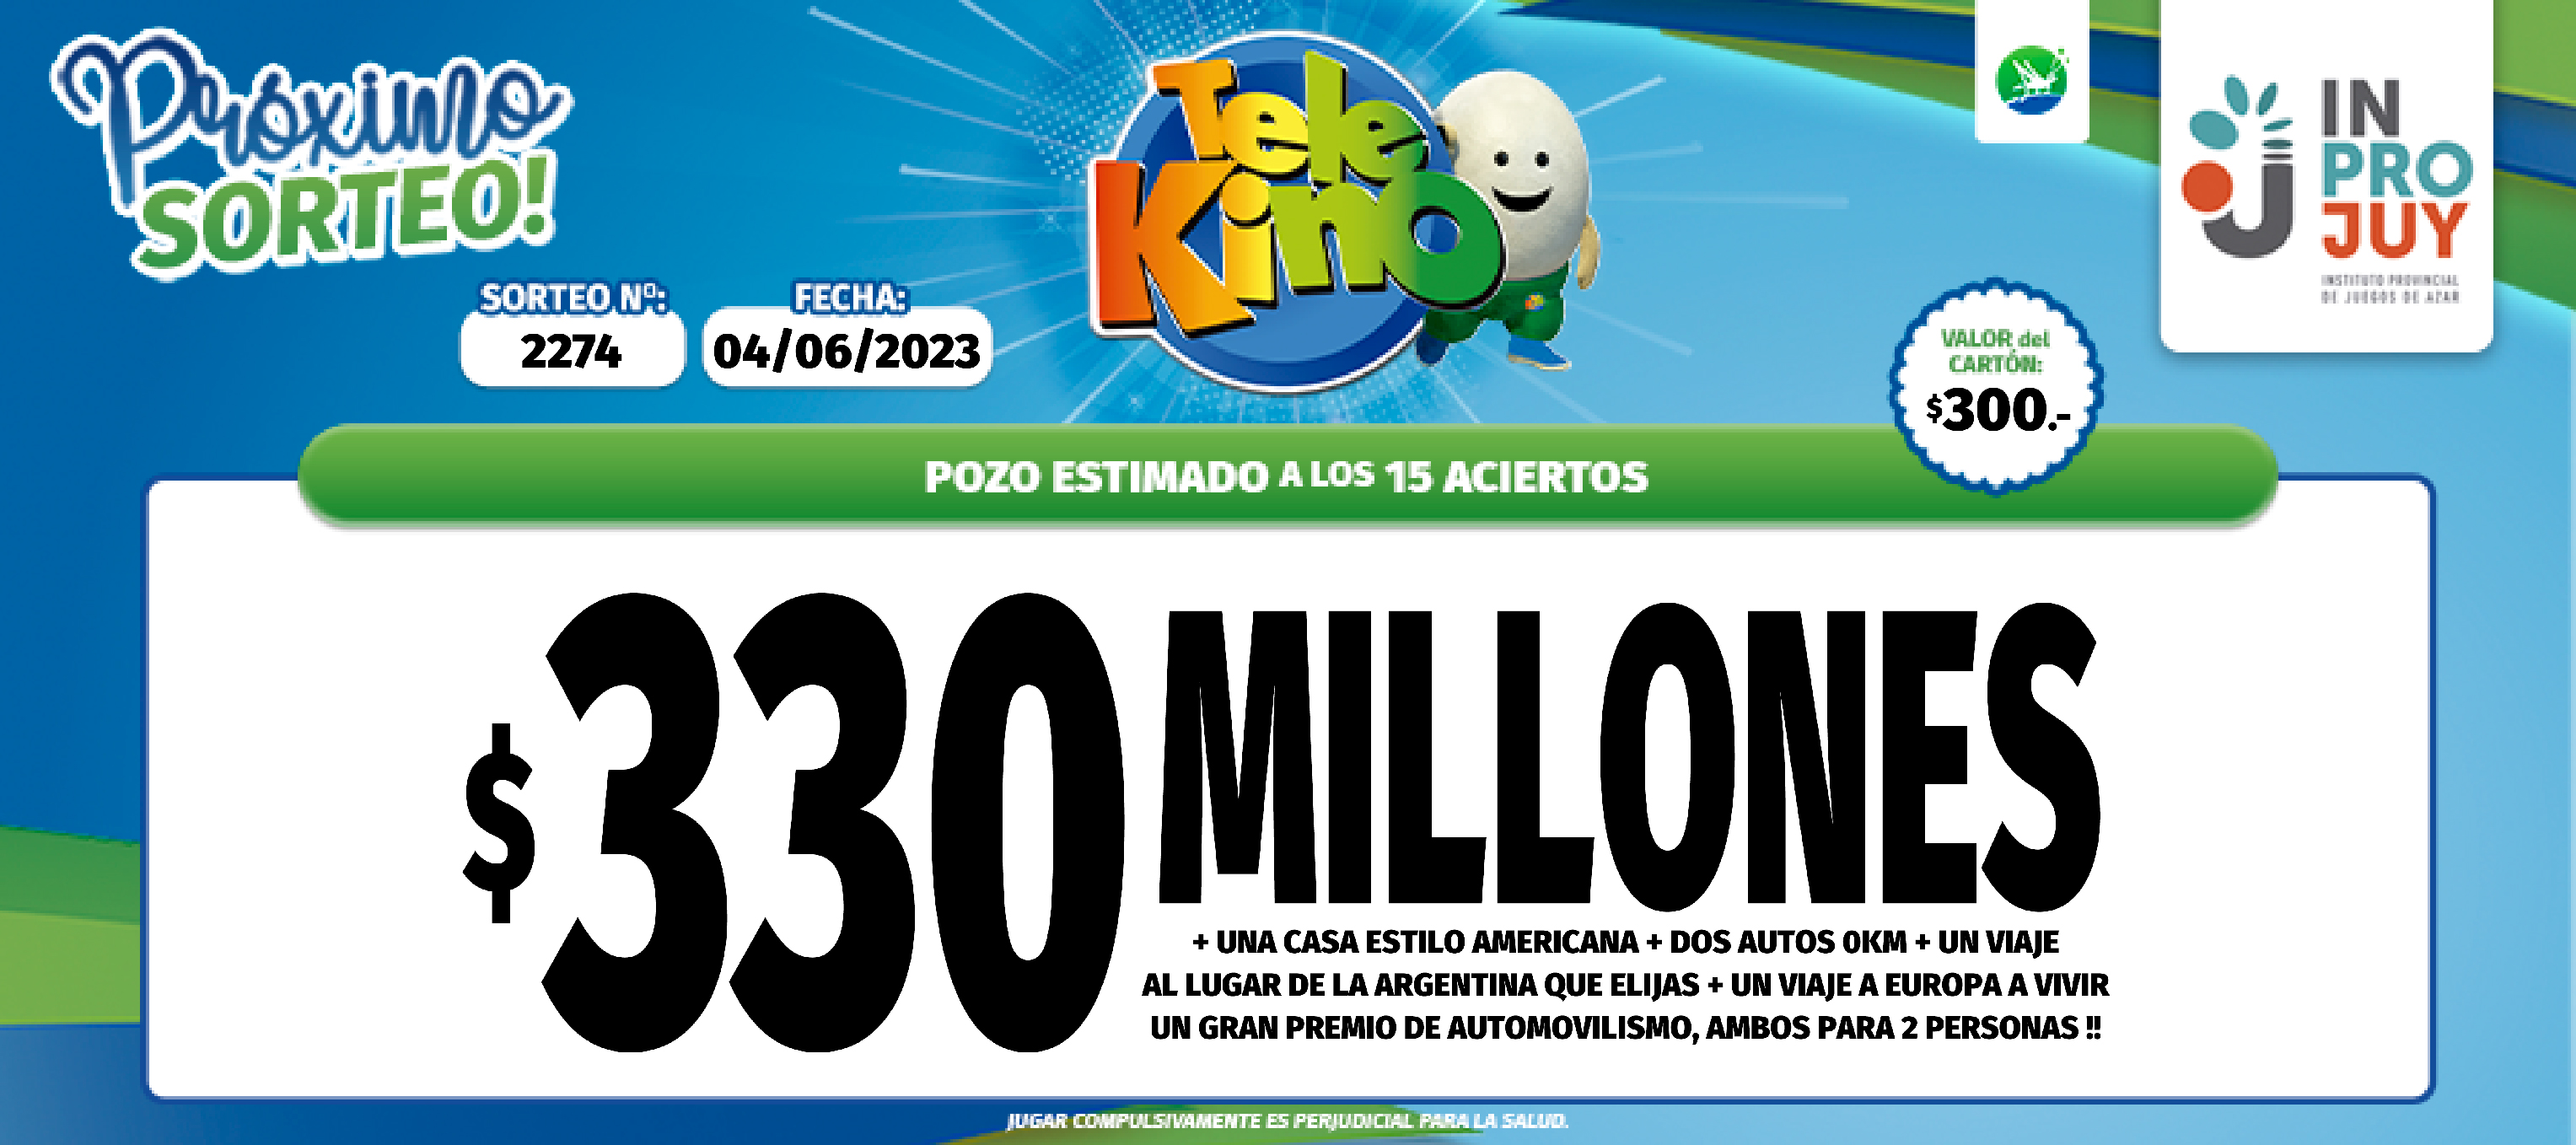 Próximo
SORTEO!
Tele
Kino
IN
PRO
JUY
INSTITUTO PROVINCIAL
DE JUEGOS DE AZAR
SORTEO Nº:
2274
FECHA:
04/06/2023
VALOR del
CARTÓN:
$300.-
POZO ESTIMADO A LOS 15 ACIERTOS
$330 MILLONES
+ UNA CASA ESTILO AMERICANA + DOS AUTOS 0KM + UN VIAJE
AL LUGAR DE LA ARGENTINA QUE ELIJAS + UN VIAJE A EUROPA A VIVIR
UN GRAN PREMIO DE AUTOMOVILISMO, AMBOS PARA 2 PERSONAS !!
JUGAR COMPULSIVAMENTE ES PERJUDICIAL PARA LA SALUD.